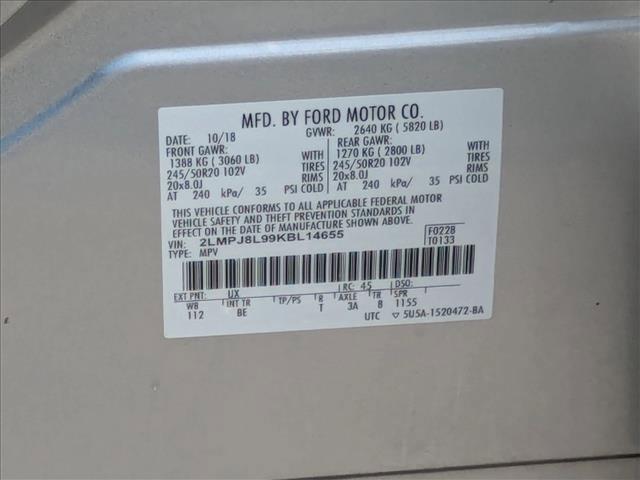 MFD. BY FORD MOTOR CO.
DATE: 10/18 GVWR: 2640 KG ( 5820 LB)
FRONT GAWR: REAR GAWR:
1388 KG ( 3060 LB) WITH 1270 KG ( 2800 LB) WITH
245/50R20 102V TIRES 245/50R20 102V TIRES
20x8.0J RIMS 20x8.0J RIMS
AT 240 kPa/ 35 PSI COLD AT 240 kPa/ 35 PSI COLD
THIS VEHICLE CONFORMS TO ALL APPLICABLE FEDERAL MOTOR
VEHICLE SAFETY AND THEFT PREVENTION STANDARDS IN
EFFECT ON THE DATE OF MANUFACTURE SHOWN ABOVE.
VIN: 2LMPJ8L99KBL14655 F0228
TYPE: MPV T0133
EXT PNT: UX RC: 45 DSO:
WB INT TR TP/PS R AXLE TR SPR
112 BE T 3A 8 1155
UTC ▽ 5U5A-1520472-BA